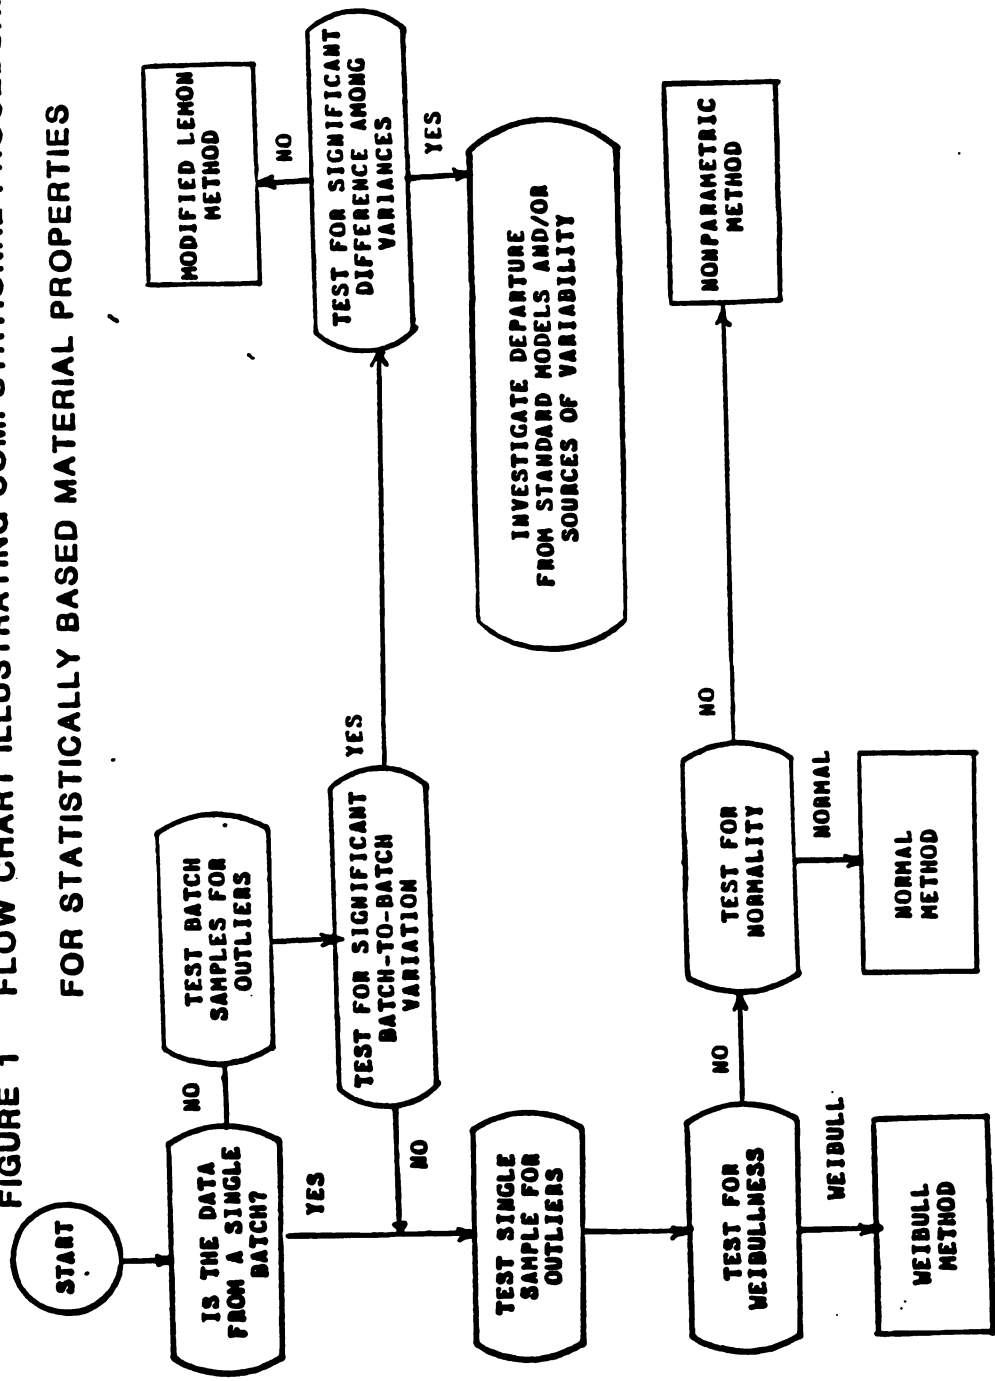 FIGURE 1 FLOW CHART ILLUSTRATING COMPUTATIONAL
FOR STATISTICALLY BASED MATERIAL PROPERTIES
START
IS THE DATA
FROM A SINGLE
BATCH?
NO
TEST BATCH
SAMPLES FOR
OUTLIERS
MODIFIED LEMON
METHOD
NO
YES
TEST FOR SIGNIFICANT
BATCH-TO-BATCH
VARIATION
YES
TEST FOR SIGNIFICANT
DIFFERENCE AMONG
VARIANCES
NO
YES
TEST SINGLE
SAMPLE FOR
OUTLIERS
INVESTIGATE DEPARTURE
FROM STANDARD MODELS AND/OR
SOURCES OF VARIABILITY
TEST FOR
WEIBULLNESS
NO
TEST FOR
NORMALITY
NO
NONPARAMETRIC
METHOD
WEIBULL
NORMAL
WEIBULL
METHOD
NORMAL
METHOD